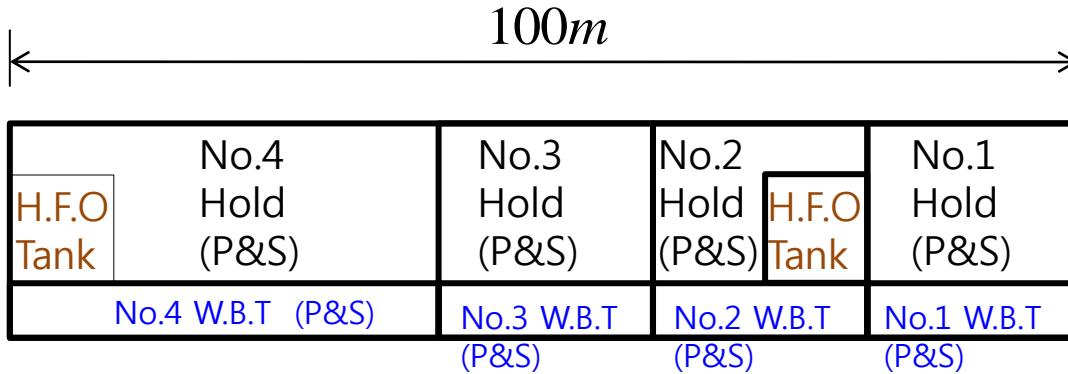 100m
No.4
Hold
(P&S)
H.F.O
Tank
No.3
Hold
(P&S)
No.2
Hold
(P&S)
H.F.O
Tank
No.1
Hold
(P&S)
No.4 W.B.T (P&S)
No.3 W.B.T
(P&S)
No.2 W.B.T
(P&S)
No.1 W.B.T
(P&S)